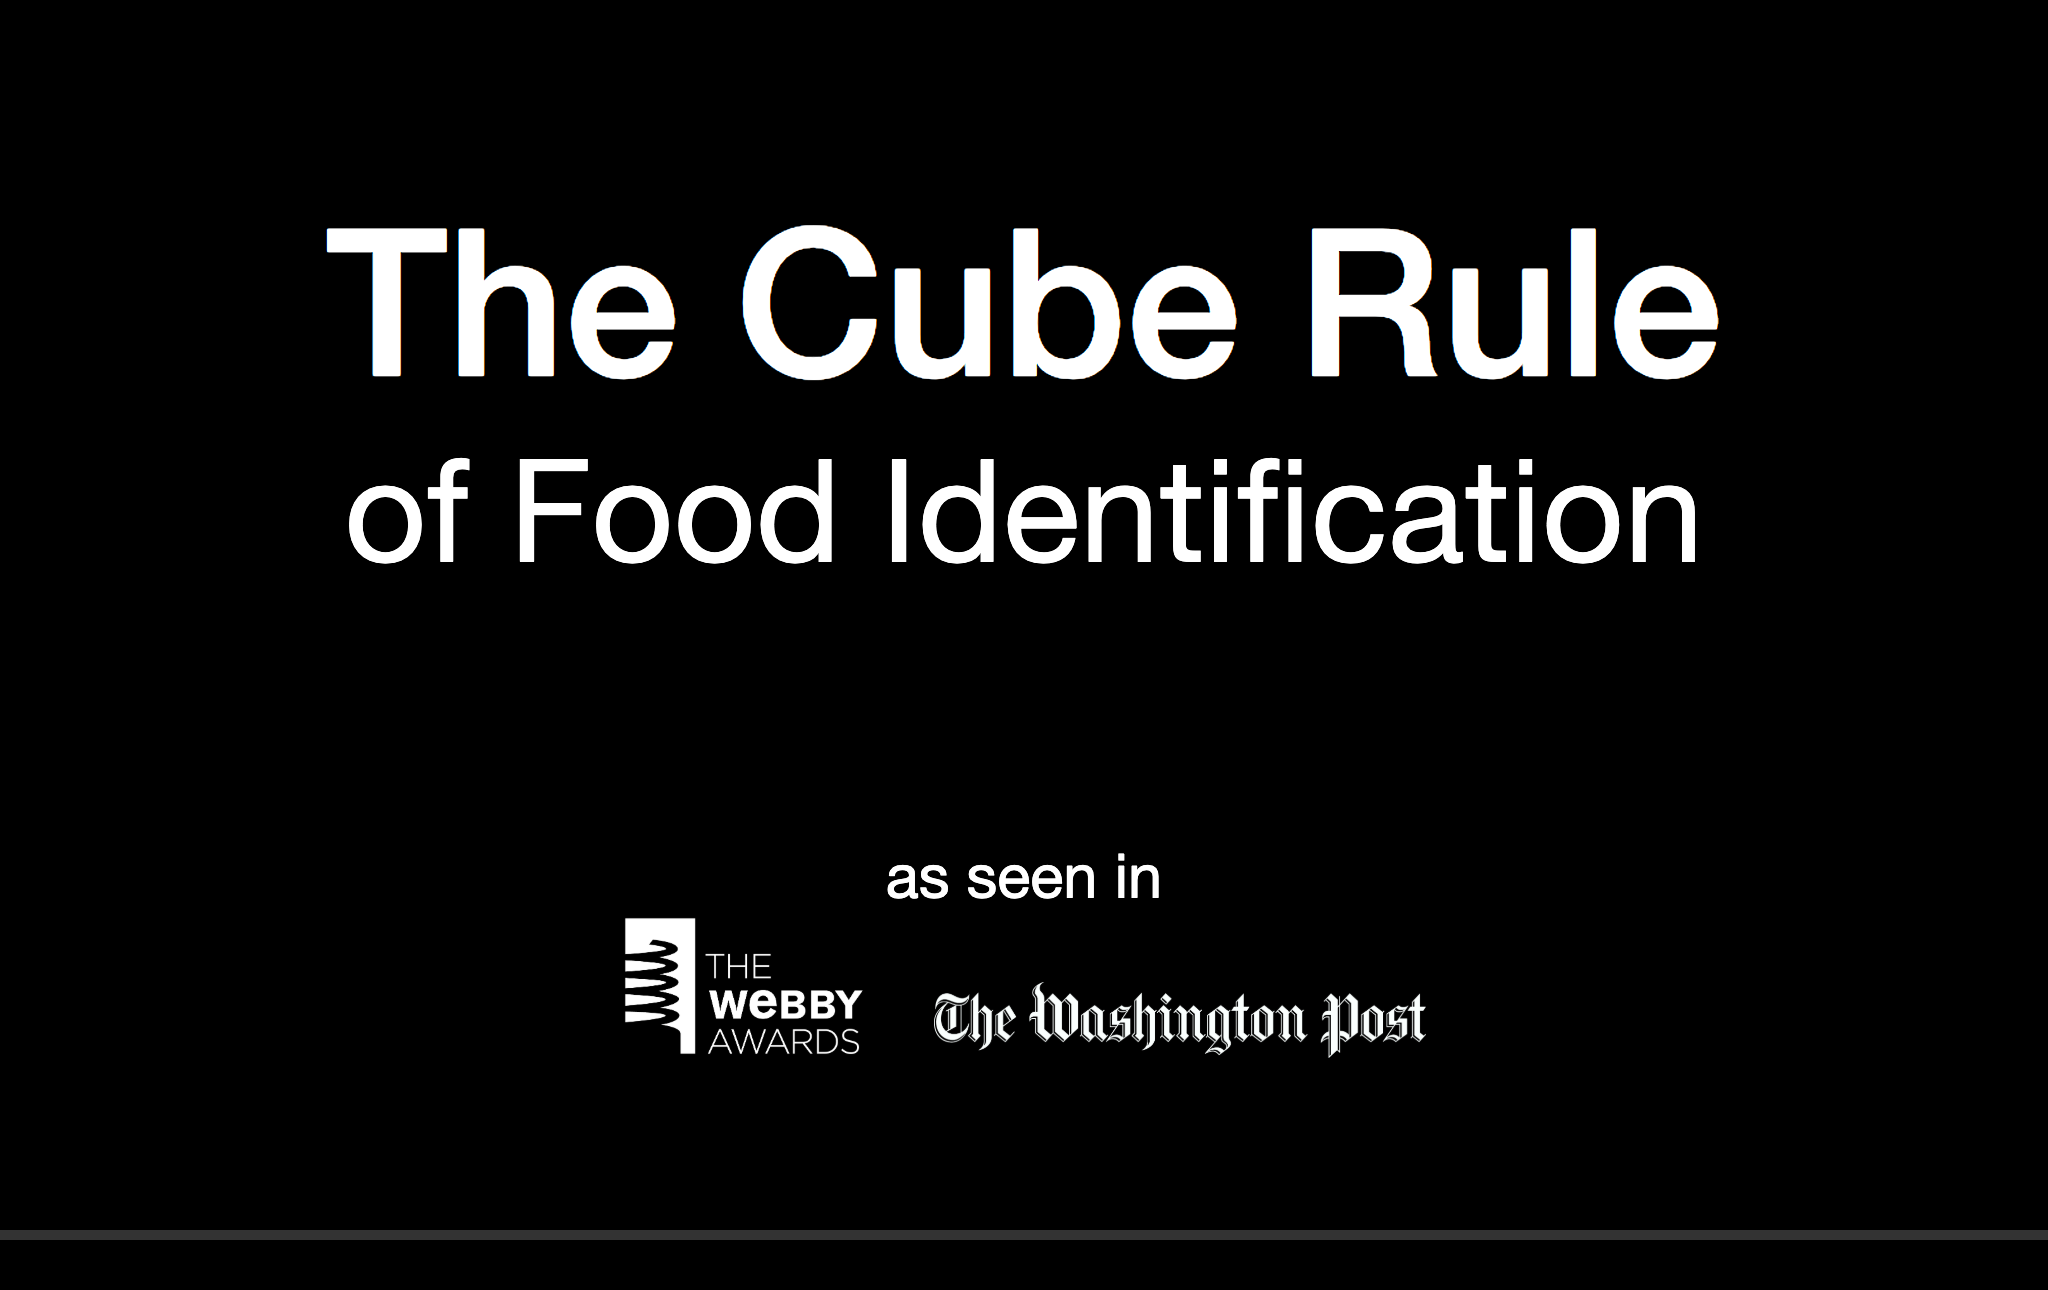 The Cube Rule
of Food Identification
as seen in
THE
WeBBY
AWARDS
The Washington Post